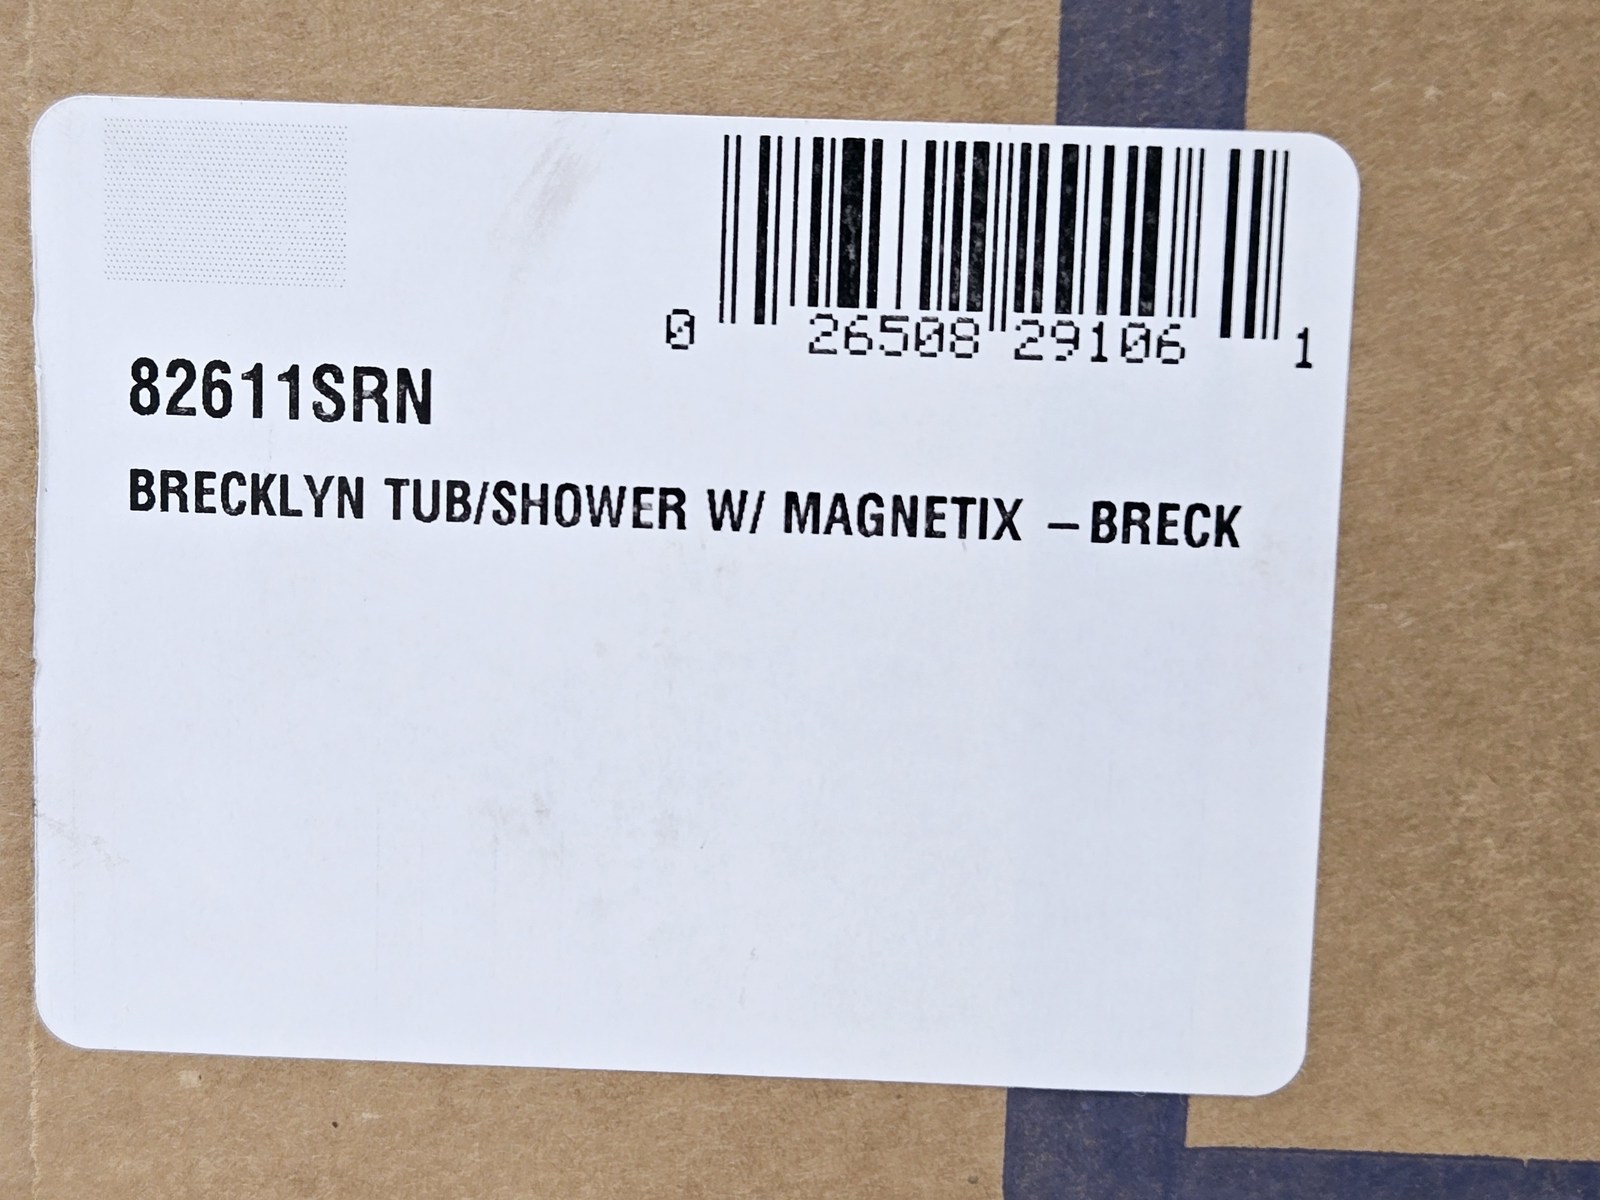 0 26508 29106 1
82611SRN
BRECKLYN TUB/SHOWER W/ MAGNETIX –BRECK